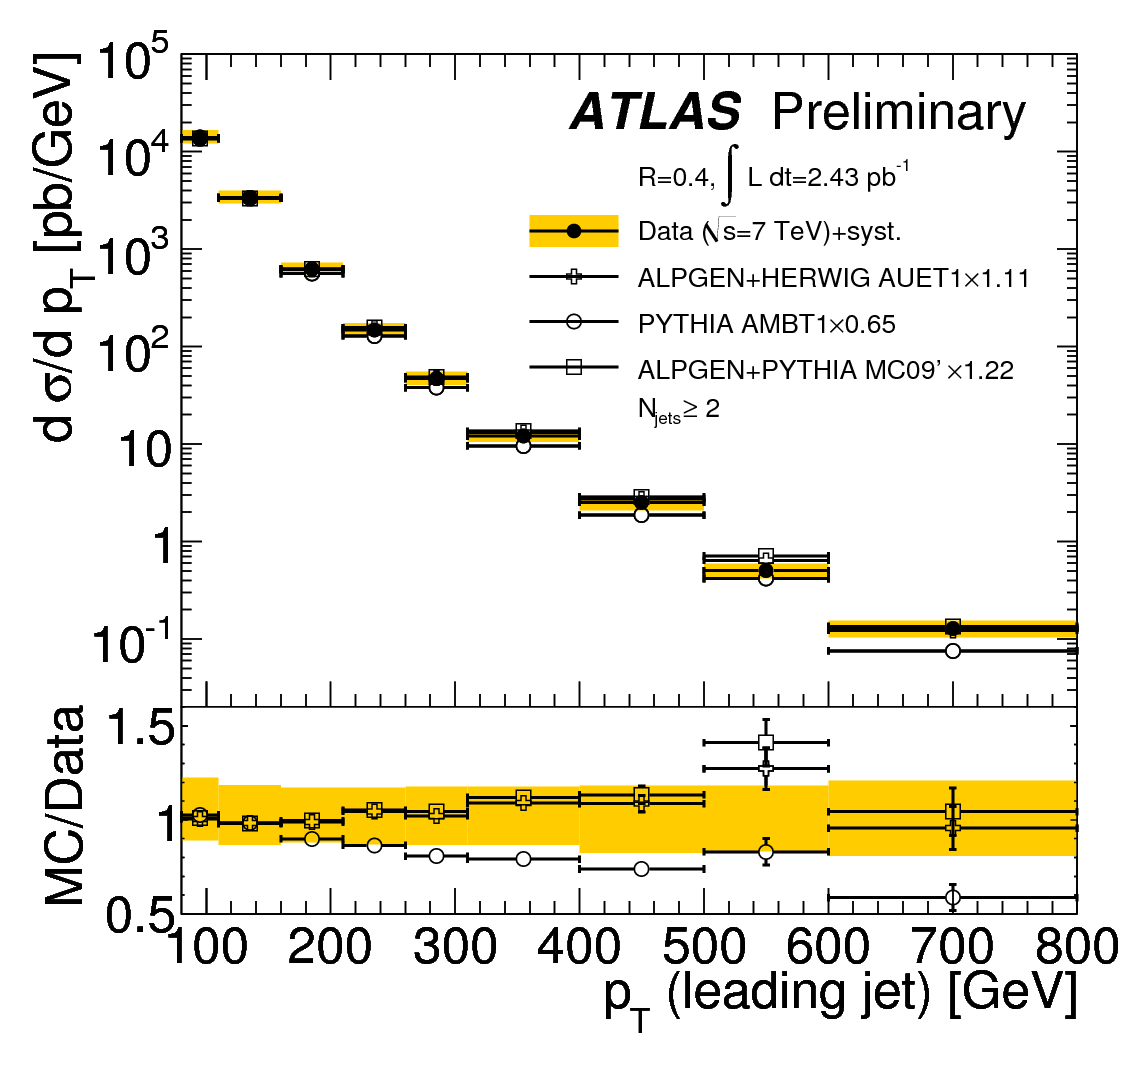 ATLAS Preliminary
R=0.4, ∫ L dt=2.43 pb⁻¹
Data (√s=7 TeV)+syst.
ALPGEN+HERWIG AUET1×1.11
PYTHIA AMBT1×0.65
ALPGEN+PYTHIA MC09' ×1.22
N_jets ≥ 2
d σ/d p_T [pb/GeV]
10⁵
10⁴
10³
10²
10
1
10⁻¹
MC/Data
1.5
1
0.5
100 200 300 400 500 600 700 800
p_T (leading jet) [GeV]